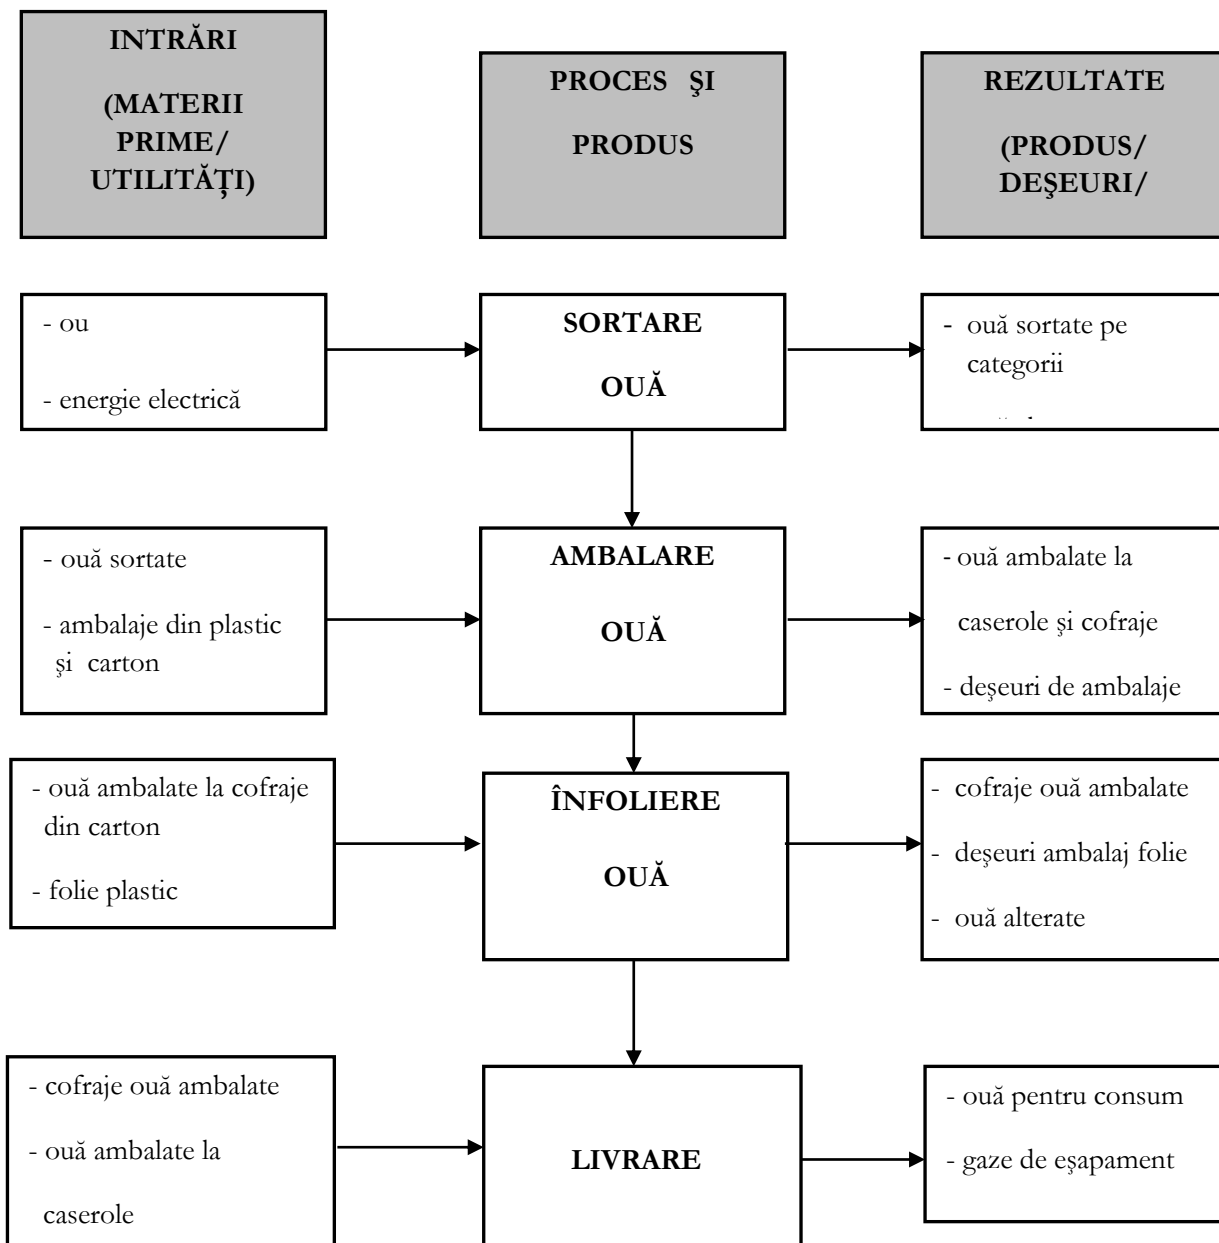 INTRĂRI
(MATERII
PRIME/
UTILITĂȚI)
PROCES ŞI
PRODUS
REZULTATE
(PRODUS/
DEŞEURI/
- ou
- energie electrică
SORTARE
OUĂ
- ouă sortate pe
categorii
- ouă sortate
- ambalaje din plastic
şi carton
AMBALARE
OUĂ
- ouă ambalate la
caserole şi cofraje
- deşeuri de ambalaje
- ouă ambalate la cofraje
din carton
- folie plastic
ÎNFOLIERE
OUĂ
- cofraje ouă ambalate
- deşeuri ambalaj folie
- ouă alterate
- cofraje ouă ambalate
- ouă ambalate la
caserole
LIVRARE
- ouă pentru consum
- gaze de eşapament